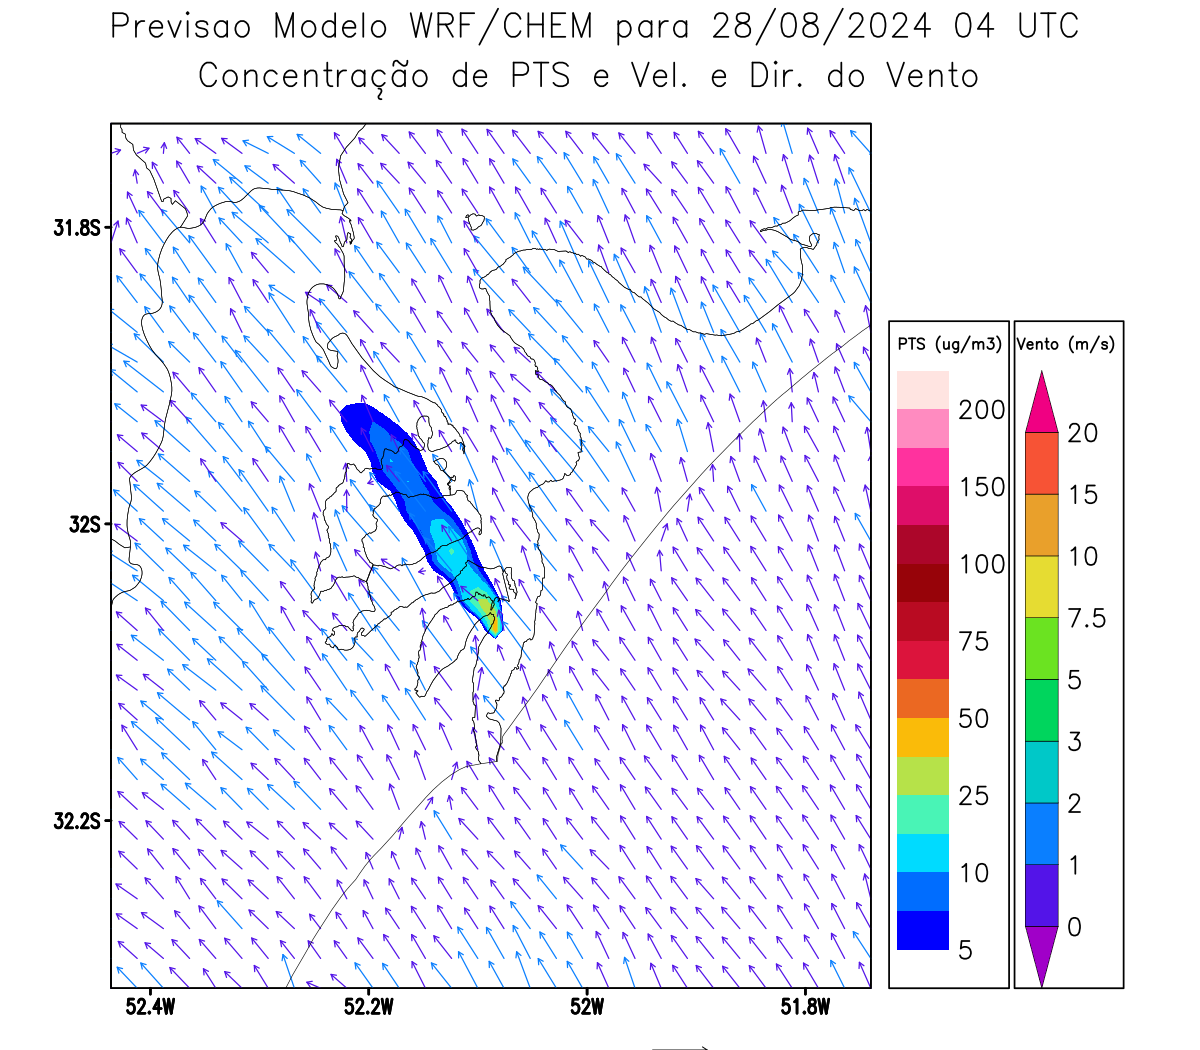 Previsao Modelo WRF/CHEM para 28/08/2024 04 UTC
Concentração de PTS e Vel. e Dir. do Vento
31.8S
32S
32.2S
52.4W
52.2W
52W
51.8W
PTS (ug/m3)
200
150
100
75
50
25
10
5
Vento (m/s)
20
15
10
7.5
5
3
2
1
0